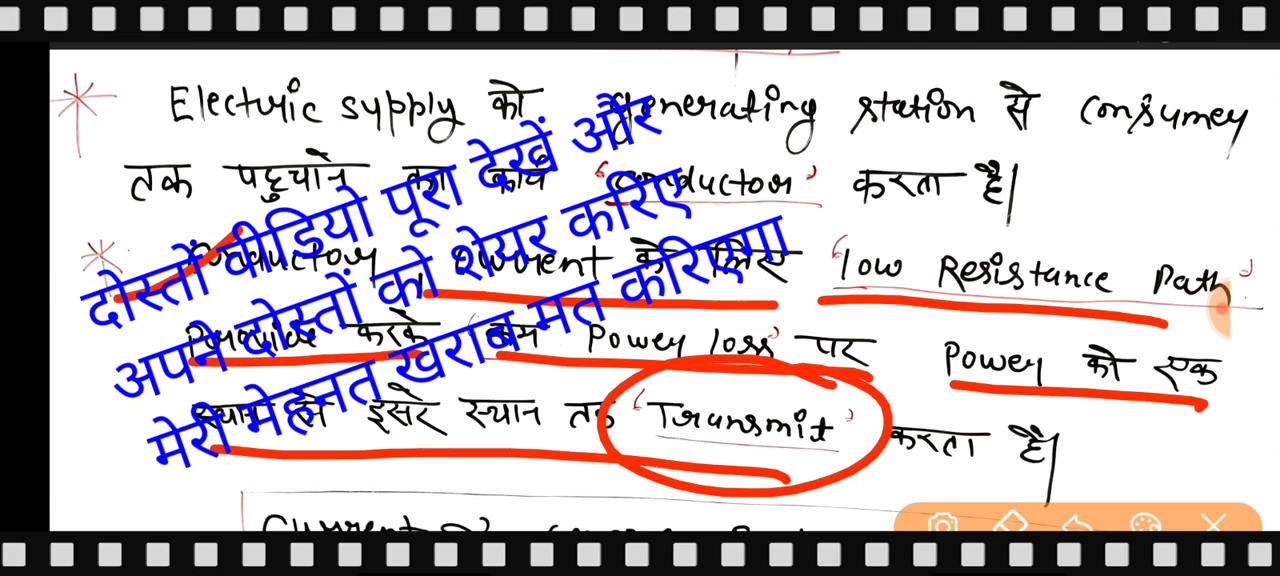 Electric supply को Generating station से consumer
तक पहुचाने का कार्य "conductor" करता है।
Conductor, current के लिए "low Resistance Path"
Provide करके कम "Power loss" पर Power को एक
स्थान से दूसरे स्थान तक "Transmit" करता है।
दोस्तों वीडियो पूरा देखें और
अपने दोस्तों को शेयर करिए
मेरी मेहनत खराब मत करिएगा
Current